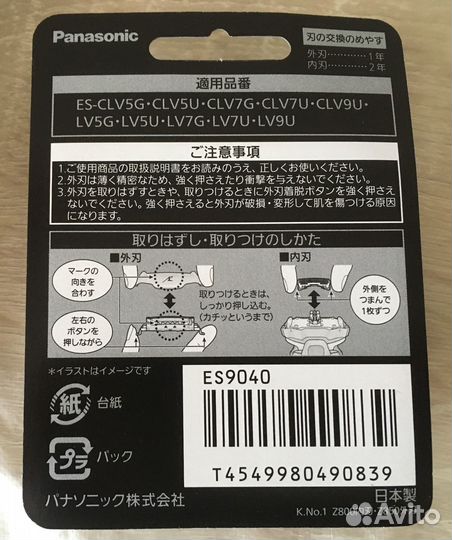 Panasonic
刃の交換のめやす
外刃…………1年
内刃…………2年
適用品番
ES-CLV5G・CLV5U・CLV7G・CLV7U・CLV9U・
LV5G・LV5U・LV7G・LV7U・LV9U
ご注意事項
1.ご使用商品の取扱説明書をお読みのうえ、正しくお使いください。
2.外刃は薄く精密なため、強く押さえたり衝撃を与えないでください。
3.外刃を取りはずすときや、取りつけるときに外刃着脱ボタンを強く押さえ
ないでください。強く押さえると外刃が破損・変形して肌を傷つける原因
になります。
取りはずし・取りつけのしかた
■外刃
マークの
向きを
合わす
左右の
ボタンを
押しながら
取りつけるときは、
しっかり押し込む。
(カチッというまで)
■内刃
外側を
つまんで
1枚ずつ
＊イラストはイメージです
紙 台紙
プラ パック
パナソニック株式会社
ES9040
T4549980490839
日本製
K.No.1
Avito